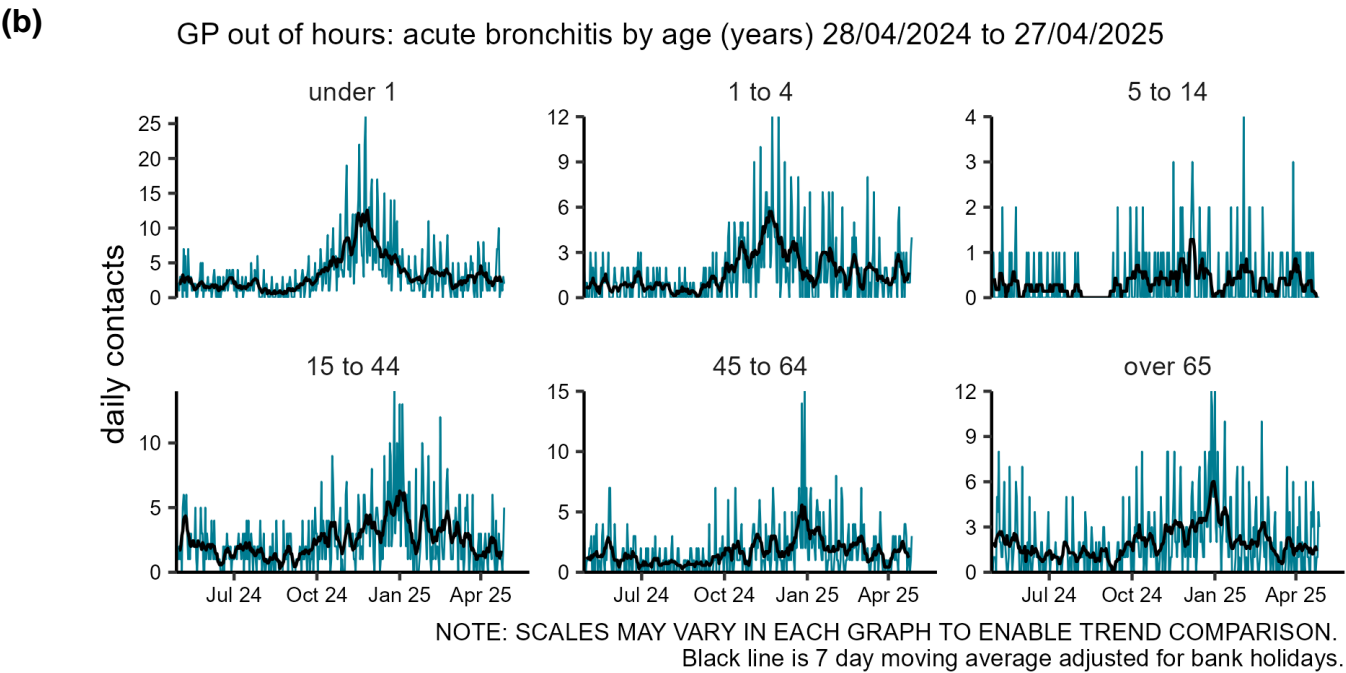 (b)
GP out of hours: acute bronchitis by age (years) 28/04/2024 to 27/04/2025
daily contacts
under 1
25
20
15
10
5
0
1 to 4
12
9
6
3
0
5 to 14
4
3
2
1
0
15 to 44
10
5
0
Jul 24 Oct 24 Jan 25 Apr 25
45 to 64
15
10
5
0
Jul 24 Oct 24 Jan 25 Apr 25
over 65
12
9
6
3
0
Jul 24 Oct 24 Jan 25 Apr 25
NOTE: SCALES MAY VARY IN EACH GRAPH TO ENABLE TREND COMPARISON.
Black line is 7 day moving average adjusted for bank holidays.